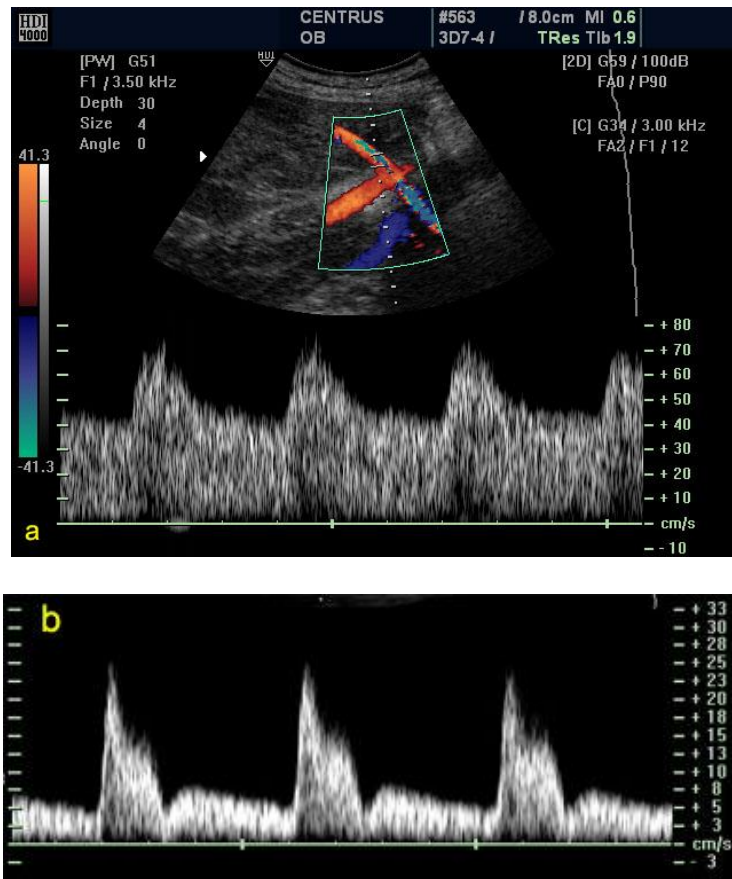 HDI
4000
CENTRUS #563 / 8.0cm MI 0.6
OB 3D7-4 / TRes TIb 1.9
[PW] G51
F1 / 3.50 kHz
Depth 30
Size 4
Angle 0
HDI
[2D] G59 / 100dB
FA0 / P90
[C] G34 / 3.00 kHz
FA2 / F1 / 12
41.3
-41.3
+ 80
+ 70
+ 60
+ 50
+ 40
+ 30
+ 20
+ 10
cm/s
- 10
a
b
+ 33
+ 30
+ 28
+ 25
+ 23
+ 20
+ 18
+ 15
+ 13
+ 10
+ 8
+ 5
+ 3
cm/s
- 3